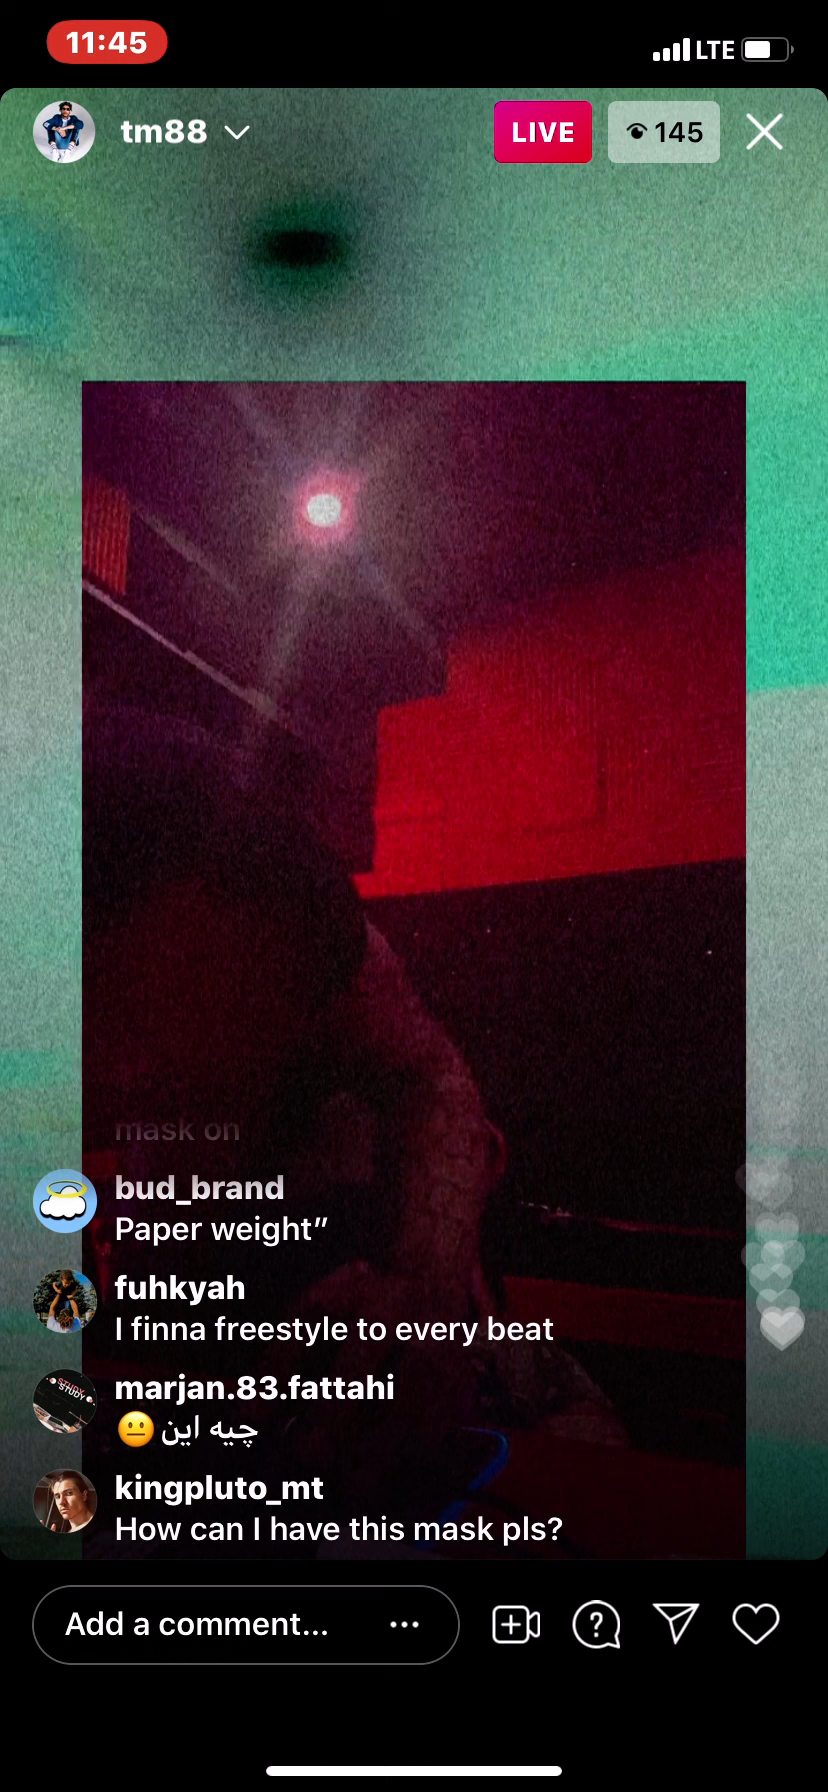 11:45
LTE
tm88
LIVE
145
mask on
bud_brand
Paper weight”
fuhkyah
I finna freestyle to every beat
marjan.83.fattahi
چیه این😐
kingpluto_mt
How can I have this mask pls?
Add a comment...